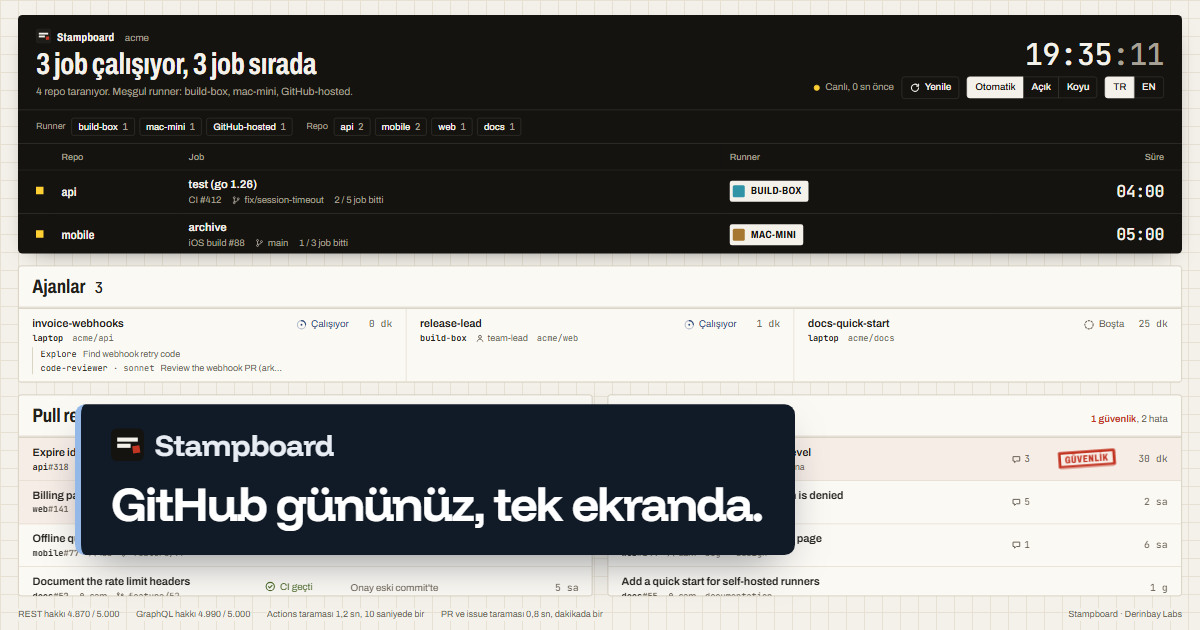 Stampboard acme
3 job çalışıyor, 3 job sırada
4 repo taranıyor. Meşgul runner: build-box, mac-mini, GitHub-hosted.
19:35:11
Canlı, 0 sn önce Yenile Otomatik Açık Koyu TR EN
Runner build-box 1 mac-mini 1 GitHub-hosted 1 Repo api 2 mobile 2 web 1 docs 1
Repo Job Runner Süre
api test (go 1.26) BUILD-BOX 04:00
CI #412 fix/session-timeout 2 / 5 job bitti
mobile archive MAC-MINI 05:00
iOS build #88 main 1 / 3 job bitti
Ajanlar 3
invoice-webhooks Çalışıyor 0 dk
laptop acme/api
Explore Find webhook retry code
code-reviewer · sonnet Review the webhook PR (ark...
release-lead Çalışıyor 1 dk
build-box team-lead acme/web
docs-quick-start Boşta 25 dk
laptop acme/docs
Pull re
1 güvenlik, 2 hata
Expire id
api#318
3 GÜVENLİK 30 dk
Billing pa
web#141
is denied
5 2 sa
Offline q
mobile#77
page
1 6 sa
Stampboard
GitHub gününüz, tek ekranda.
Document the rate limit headers CI geçti Onay eski commit'te 5 sa
Add a quick start for self-hosted runners 1 g
REST hakkı 4.870 / 5.000 GraphQL hakkı 4.990 / 5.000 Actions taraması 1,2 sn, 10 saniyede bir PR ve issue taraması 0,8 sn, dakikada bir
Stampboard · Derinbay Labs